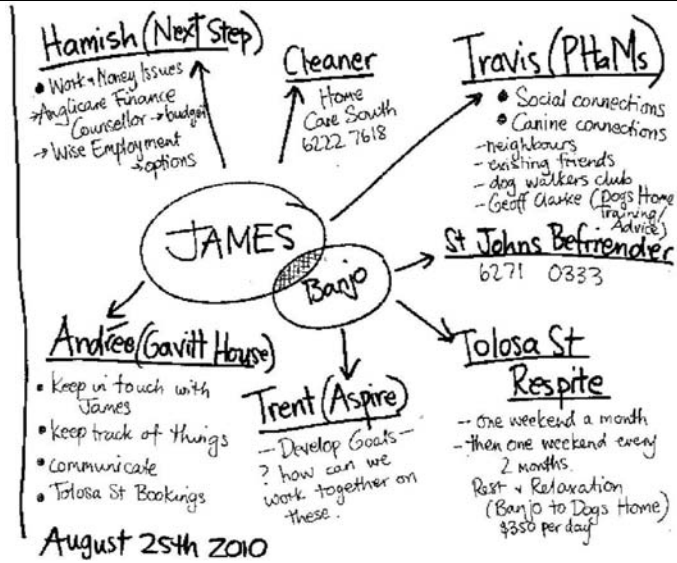 Hamish (Next Step)
• Work & Money Issues
→ Anglicare Finance
Counsellor → budget
→ Wise Employment
→ options
Cleaner
Home
Care South
6222 7618
Travis (PHaMs)
• Social connections
• Canine connections
- neighbours
- existing friends
- dog walkers club
- Geoff Clarke (Dogs Home
Training/
Advice)
JAMES
Banjo
St Johns Befriender
6271 0333
Andrée (Gavitt House)
• Keep in touch with
James
• Keep track of things
• communicate
• Tolosa St Bookings
Trent (Aspire)
- Develop Goals -
? how can we
work together on
these.
Tolosa St
Respite
- one weekend a month
- then one weekend every
2 months.
Rest & Relaxation
(Banjo to Dogs Home)
$350 per day
August 25th 2010